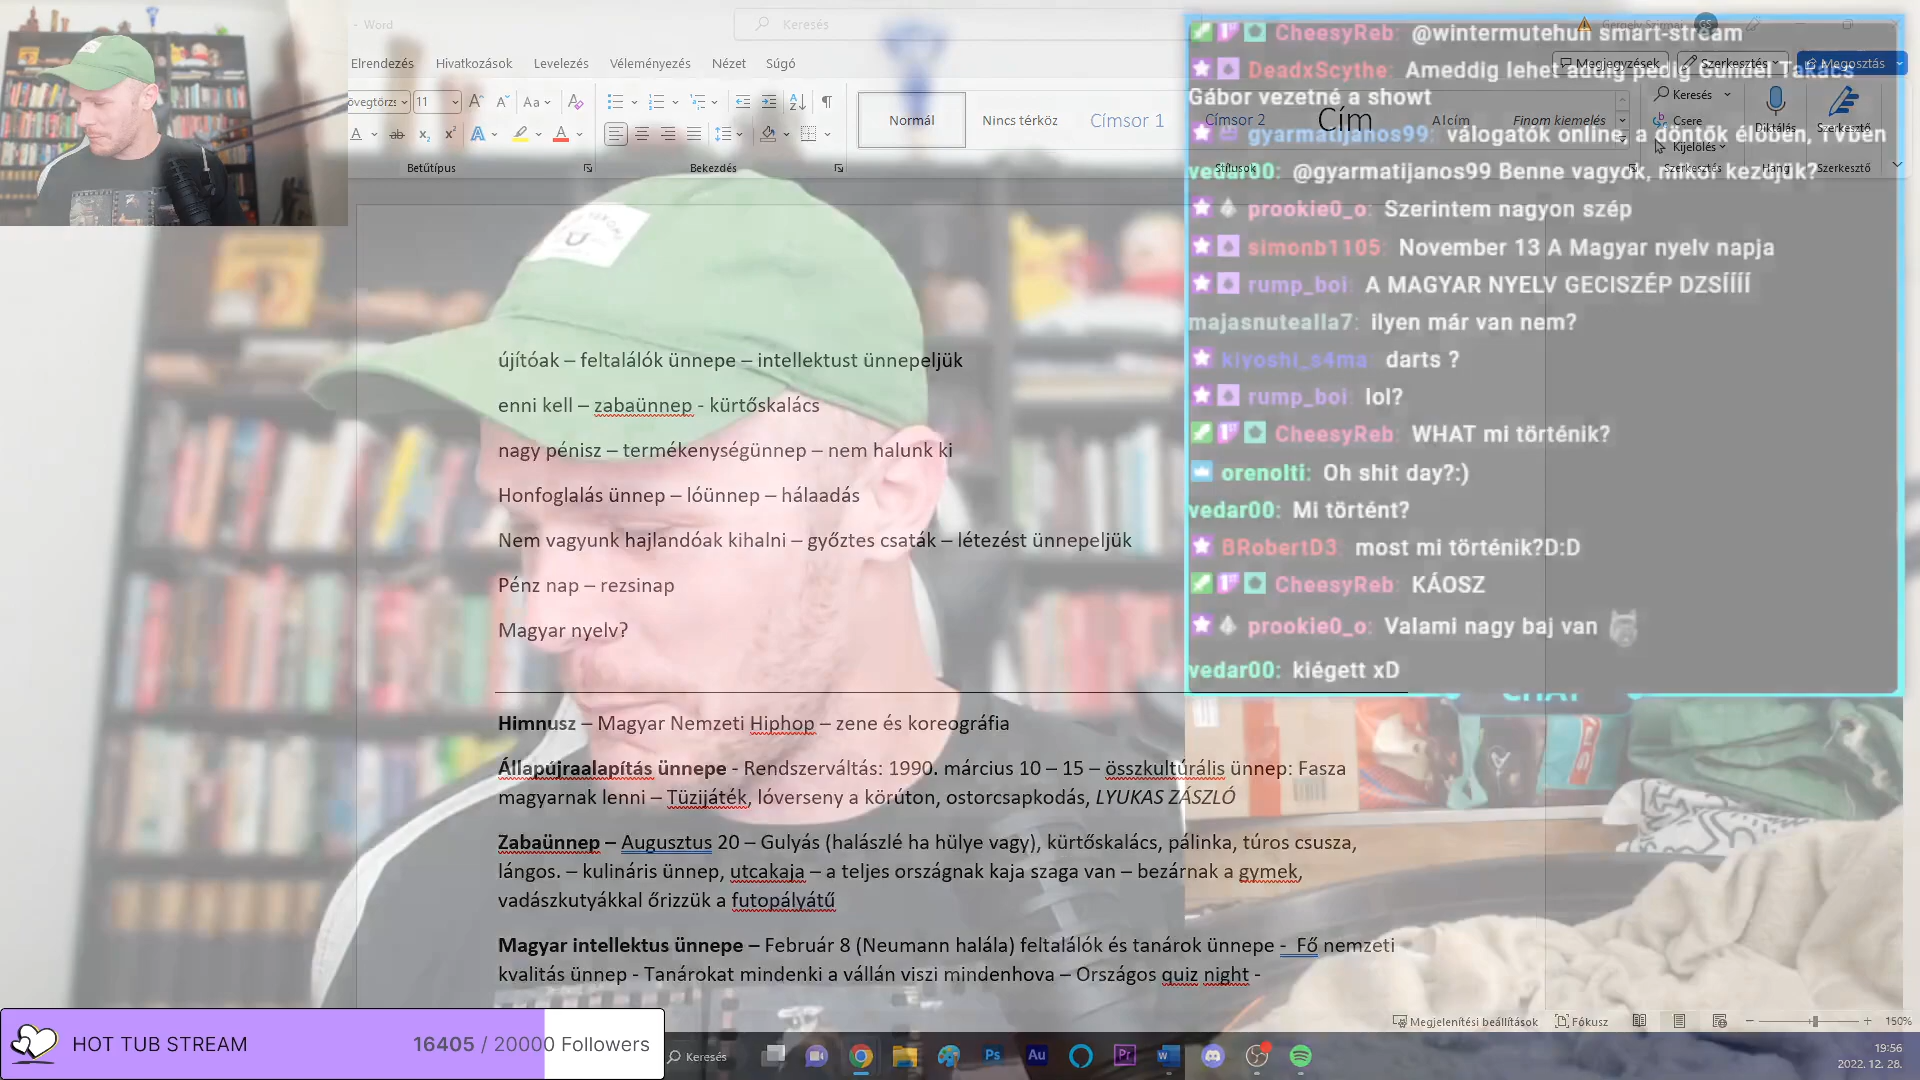 - Word
Keresés
Elrendezés Hivatkozások Levelezés Véleményezés Nézet Súgó
Megjegyzések Szerkesztés Megosztás
11 Aa
Normál Nincs térköz Címsor 1 Címsor 2 Cím Alcím Finom kiemelés
Keresés
Csere
Kijelölés
Diktálás
Szerkesztő
Betűtípus Bekezdés Stílusok Szerkesztés Hang Szerkesztő
CheesyReb: @wintermutehun smart-stream
DeadxScythe: Ameddig lehet addig pedig Gundel Takács
Gábor vezetné a showt
gyarmatijanos99: válogatók online, a döntők élőben, TVben
vedar00: @gyarmatijanos99 Benne vagyok, mikor kezdjük?
prookie0_o: Szerintem nagyon szép
simonb1105: November 13 A Magyar nyelv napja
rump_boi: A MAGYAR NYELV GECISZÉP DZSÍÍÍÍ
majasnutealla7: ilyen már van nem?
kiyoshi_s4ma: darts ?
rump_boi: lol?
CheesyReb: WHAT mi történik?
orenolti: Oh shit day?:)
vedar00: Mi történt?
BRobertD3: most mi történik?D:D
CheesyReb: KÁOSZ
prookie0_o: Valami nagy baj van
vedar00: kiégett xD
CHAT
újítóak – feltalálók ünnepe – intellektust ünnepeljük
enni kell – zabaünnep - kürtőskalács
nagy pénisz – termékenységünnep – nem halunk ki
Honfoglalás ünnep – lóünnep – hálaadás
Nem vagyunk hajlandóak kihalni – győztes csaták – létezést ünnepeljük
Pénz nap – rezsinap
Magyar nyelv?
Himnusz – Magyar Nemzeti Hiphop – zene és koreográfia
Állapújraalapítás ünnepe - Rendszerváltás: 1990. március 10 – 15 – összkultúrális ünnep: Fasza
magyarnak lenni – Tüzijáték, lóverseny a körúton, ostorcsapkodás, LYUKAS ZÁSZLÓ
Zabaünnep – Augusztus 20 – Gulyás (halászlé ha hülye vagy), kürtőskalács, pálinka, túros csusza,
lángos. – kulináris ünnep, utcakaja – a teljes országnak kaja szaga van – bezárnak a gymek,
vadászkutyákkal őrizzük a futopályátű
Magyar intellektus ünnepe – Február 8 (Neumann halála) feltalálók és tanárok ünnepe - Fő nemzeti
kvalitás ünnep - Tanárokat mindenki a vállán viszi mindenhova – Országos quiz night -
Megjelenítési beállítások Fókusz 150%
HOT TUB STREAM 16405 / 20000 Followers
Keresés
Ps Au Pr W
19:56
2022. 12. 28.